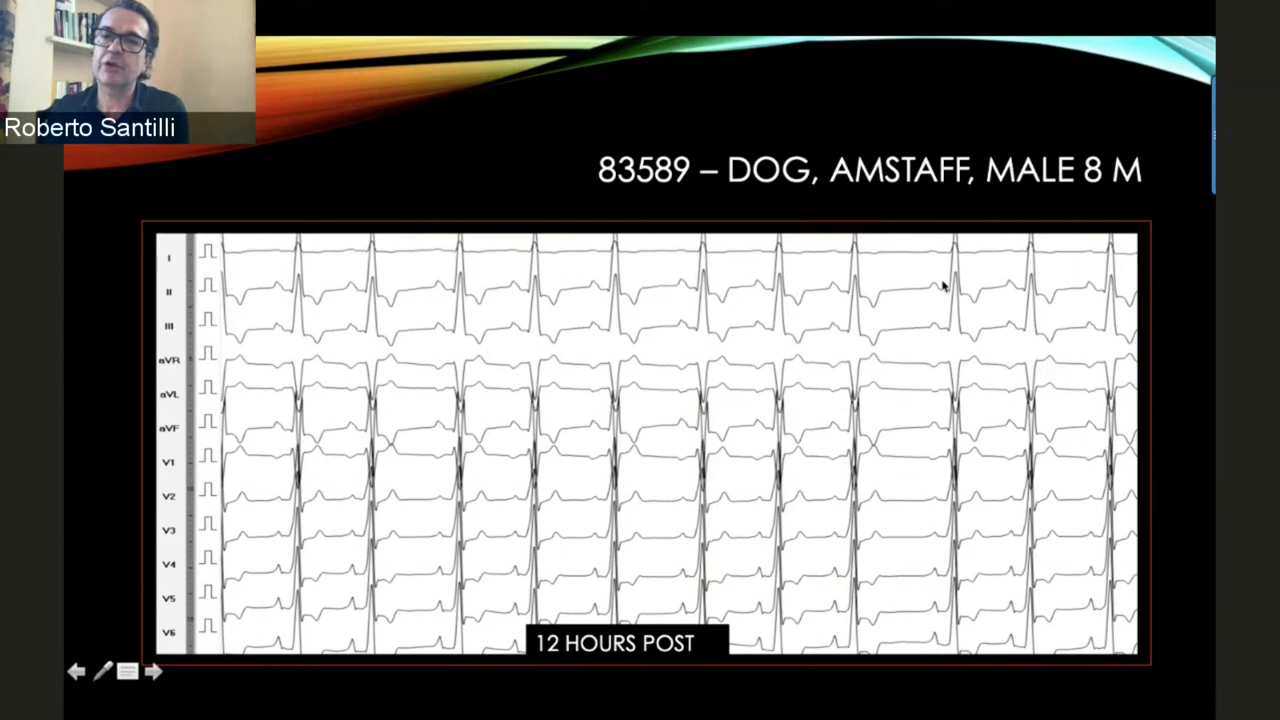 Roberto Santilli
83589 – DOG, AMSTAFF, MALE 8 M
I
II
III
aVR
aVL
aVF
V1
V2
V3
V4
V5
V6
12 HOURS POST